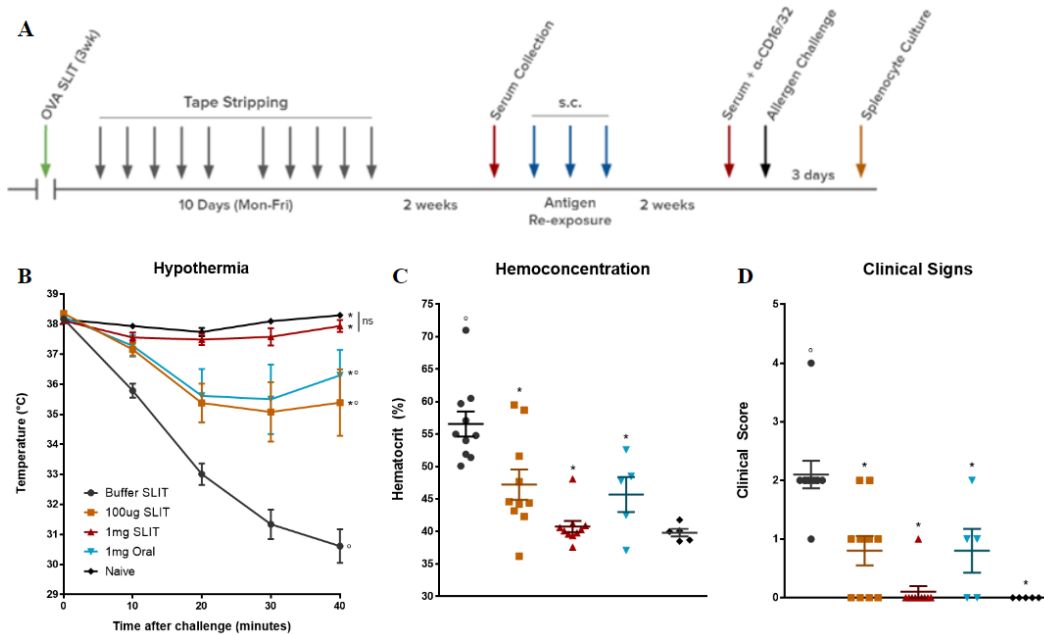 A
OVA SLIT (3wk)
Tape Stripping
Serum Collection
s.c.
Serum + α-CD16/32
Allergen Challenge
Splenocyte Culture
3 days
10 Days (Mon-Fri)
2 weeks
Antigen
Re-exposure
2 weeks
B
Hypothermia
39
38
37
36
35
34
33
32
31
30
29
Temperature (°C)
* ns
*
*°
*°
°
Buffer SLIT
100ug SLIT
1mg SLIT
1mg Oral
Naive
0
10
20
30
40
Time after challenge (minutes)
C
Hemoconcentration
75
70
65
60
55
50
45
40
35
30
Hematocrit (%)
°
*
*
*
D
Clinical Signs
5
4
3
2
1
0
Clinical Score
°
*
*
*
*